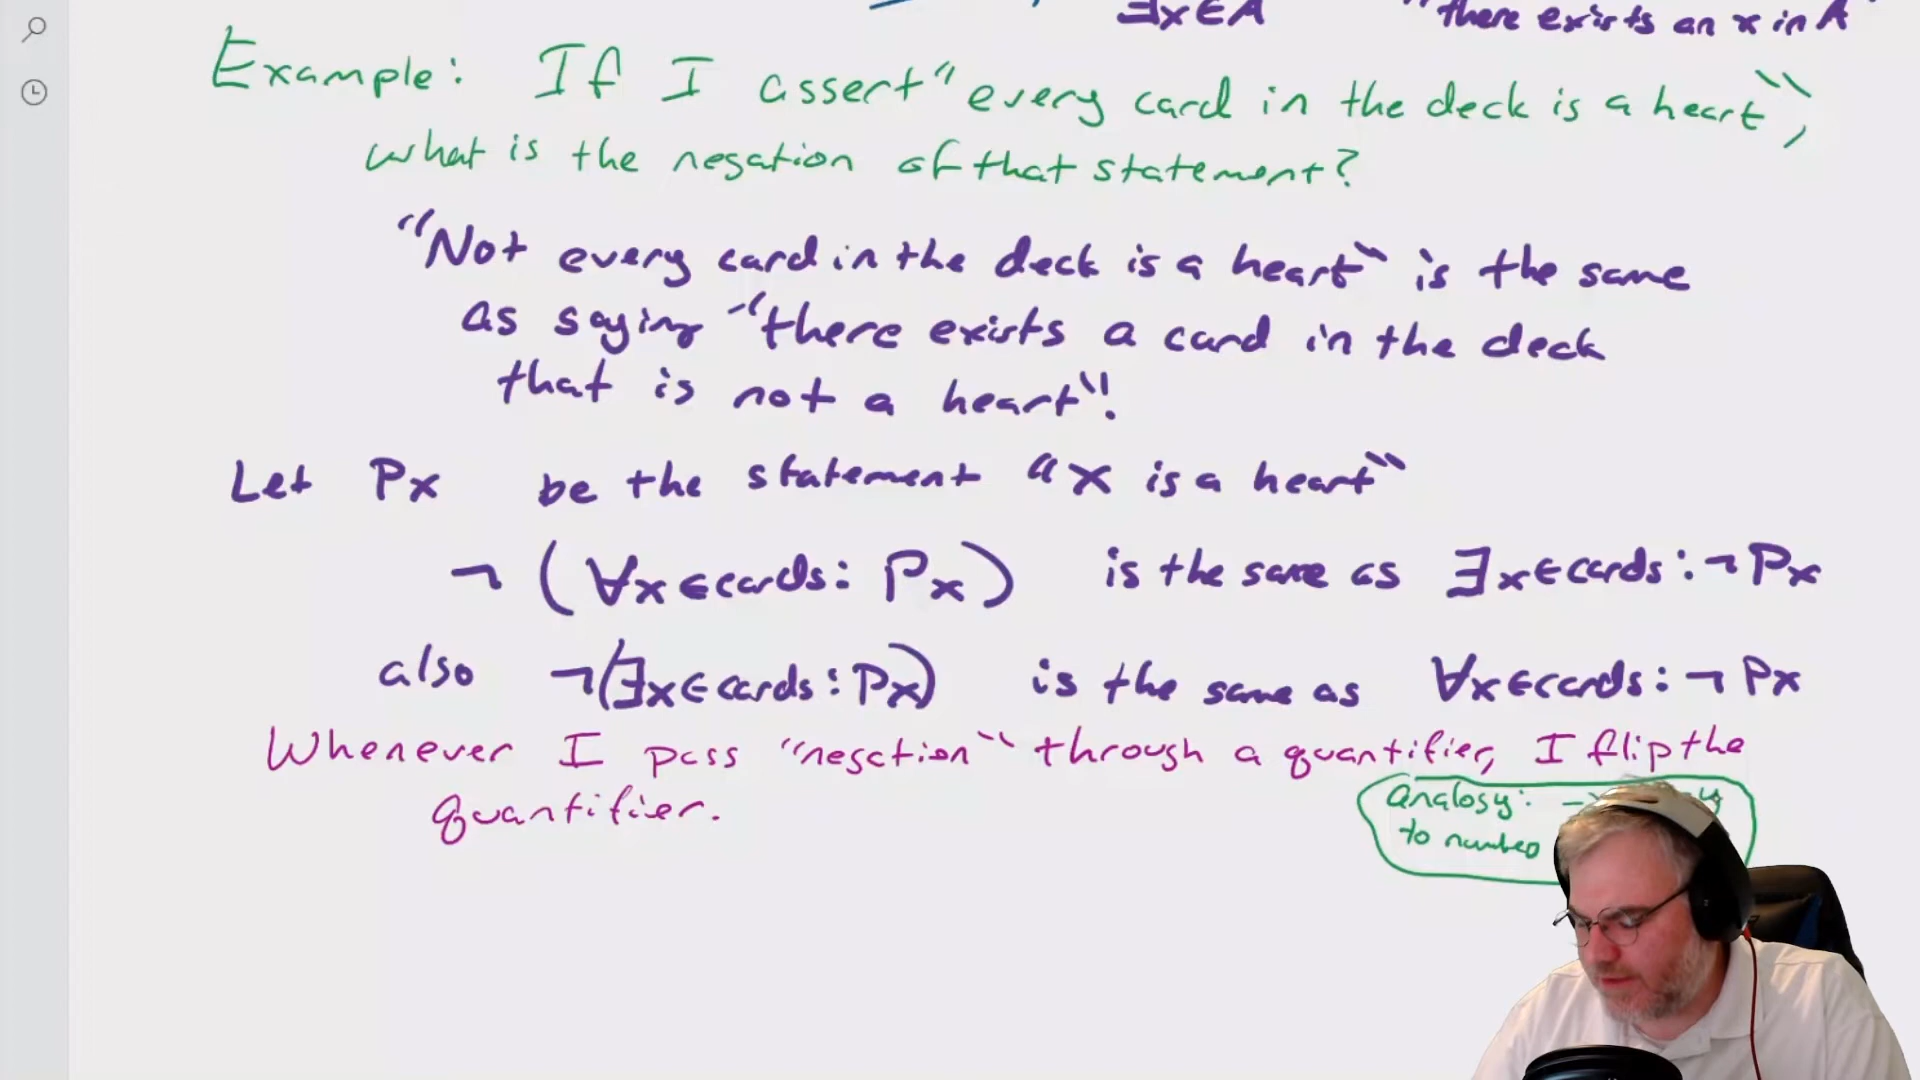 ∃x∈A "there exists an x in A"
Example: If I assert "every card in the deck is a heart",
what is the negation of that statement?
"Not every card in the deck is a heart" is the same
as saying "there exists a card in the deck
that is not a heart".
Let Px be the statement "x is a heart"
¬(∀x∈cards: Px) is the same as ∃x∈cards: ¬Px
also ¬(∃x∈cards: Px) is the same as ∀x∈cards: ¬Px
Whenever I pass "negation" through a quantifier, I flip the
quantifier.
Analogy:
to number